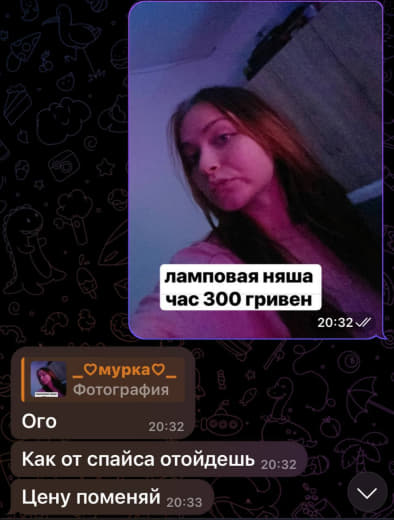 ламповая няша
час 300 гривен
20:32
_♡мурка♡_
Фотография
Ого
20:32
Как от спайса отойдешь 20:32
Цену поменяй 20:33